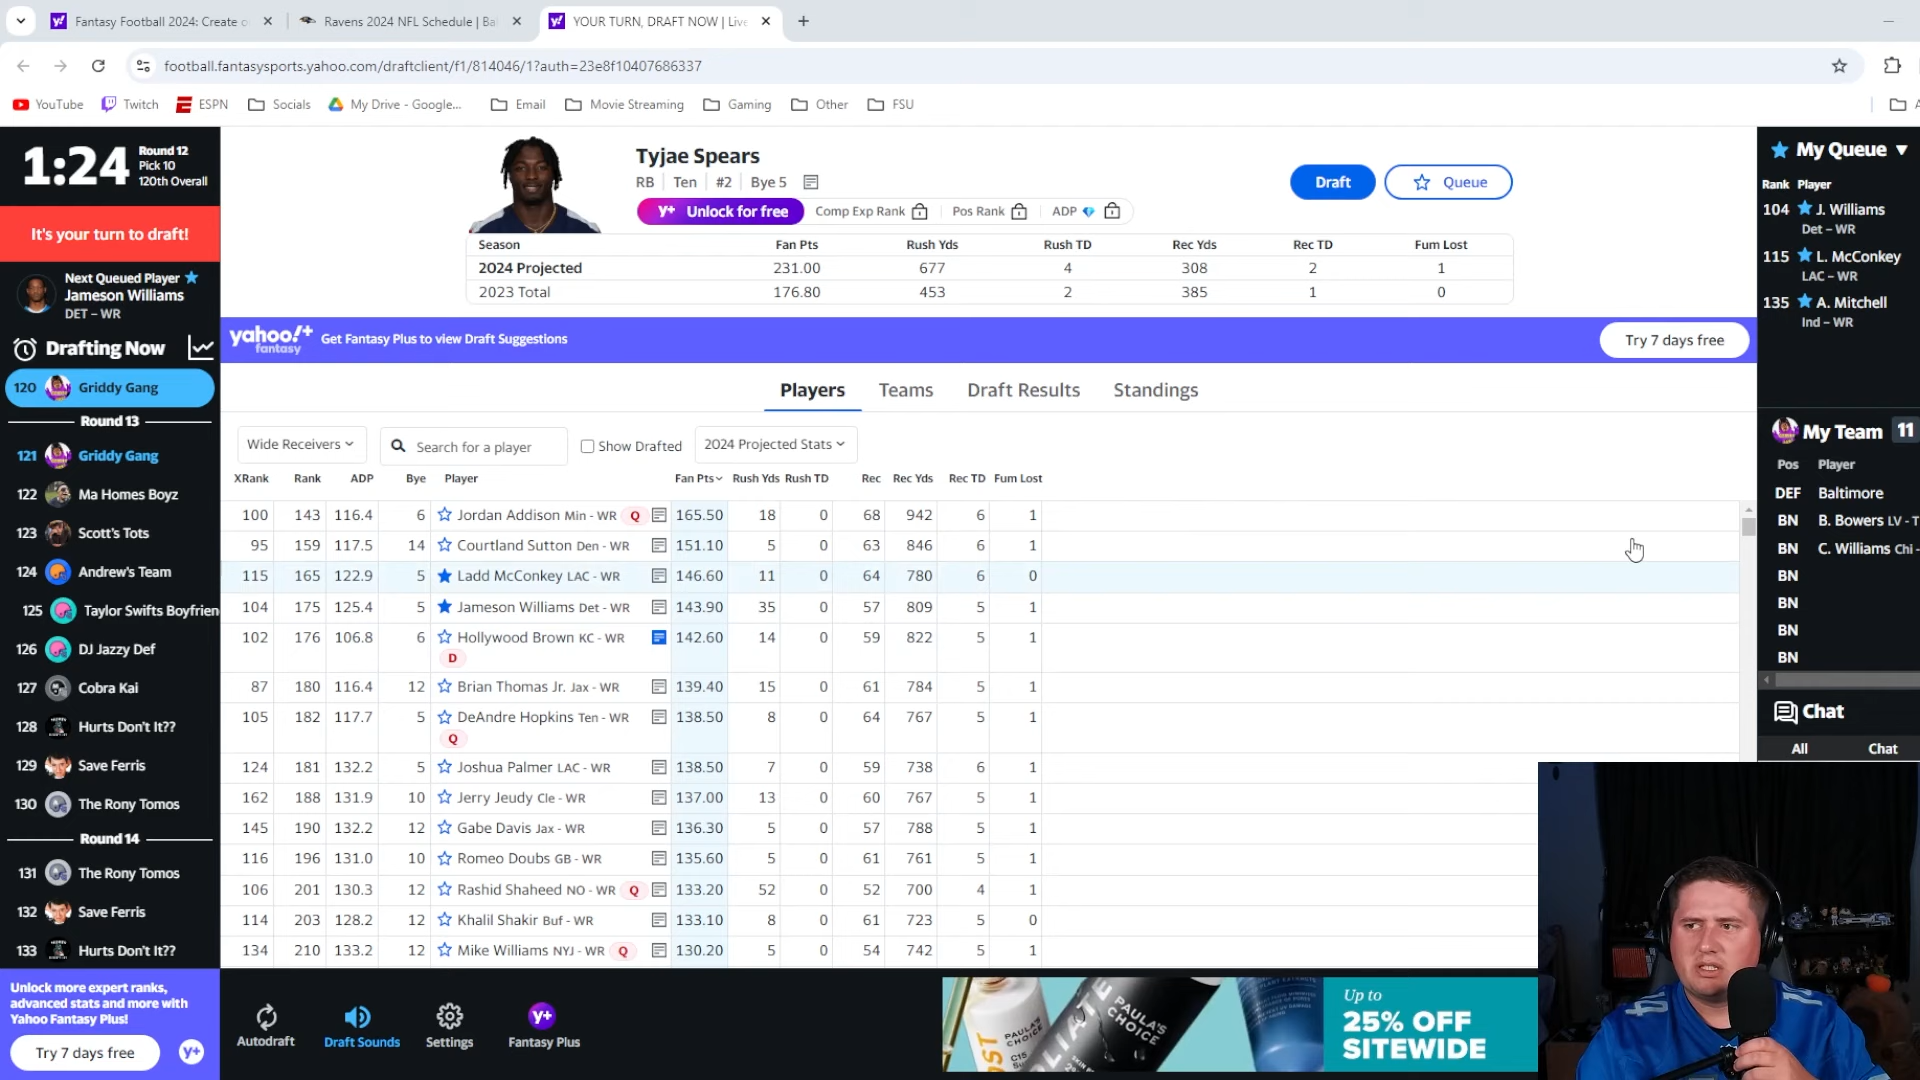 Fantasy Football 2024: Create o
Ravens 2024 NFL Schedule | Bal
YOUR TURN, DRAFT NOW | Live
football.fantasysports.yahoo.com/draftclient/f1/814046/1?auth=23e8f10407686337
YouTube Twitch ESPN Socials My Drive - Google... Email Movie Streaming Gaming Other FSU
1:24
Round 12
Pick 10
120th Overall
It's your turn to draft!
Next Queued Player
Jameson Williams
DET – WR
Drafting Now
120 Griddy Gang
Round 13
121 Griddy Gang
122 Ma Homes Boyz
123 Scott's Tots
124 Andrew's Team
125 Taylor Swifts Boyfrien
126 DJ Jazzy Def
127 Cobra Kai
128 Hurts Don't It??
129 Save Ferris
130 The Rony Tomos
Round 14
131 The Rony Tomos
132 Save Ferris
133 Hurts Don't It??
Unlock more expert ranks,
advanced stats and more with
Yahoo Fantasy Plus!
Try 7 days free y+
Tyjae Spears
RB Ten #2 Bye 5
y+ Unlock for free Comp Exp Rank Pos Rank ADP
Draft Queue
Season Fan Pts Rush Yds Rush TD Rec Yds Rec TD Fum Lost
2024 Projected 231.00 677 4 308 2 1
2023 Total 176.80 453 2 385 1 0
yahoo!+
fantasy
Get Fantasy Plus to view Draft Suggestions
Try 7 days free
Players Teams Draft Results Standings
Wide Receivers Search for a player Show Drafted 2024 Projected Stats
XRank Rank ADP Bye Player Fan Pts Rush Yds Rush TD Rec Rec Yds Rec TD Fum Lost
100 143 116.4 6 Jordan Addison Min - WR Q 165.50 18 0 68 942 6 1
95 159 117.5 14 Courtland Sutton Den - WR 151.10 5 0 63 846 6 1
115 165 122.9 5 Ladd McConkey LAC - WR 146.60 11 0 64 780 6 0
104 175 125.4 5 Jameson Williams Det - WR 143.90 35 0 57 809 5 1
102 176 106.8 6 Hollywood Brown KC - WR 142.60 14 0 59 822 5 1
D
87 180 116.4 12 Brian Thomas Jr. Jax - WR 139.40 15 0 61 784 5 1
105 182 117.7 5 DeAndre Hopkins Ten - WR 138.50 8 0 64 767 5 1
Q
124 181 132.2 5 Joshua Palmer LAC - WR 138.50 7 0 59 738 6 1
162 188 131.9 10 Jerry Jeudy Cle - WR 137.00 13 0 60 767 5 1
145 190 132.2 12 Gabe Davis Jax - WR 136.30 5 0 57 788 5 1
116 196 131.0 10 Romeo Doubs GB - WR 135.60 5 0 61 761 5 1
106 201 130.3 12 Rashid Shaheed NO - WR Q 133.20 52 0 52 700 4 1
114 203 128.2 12 Khalil Shakir Buf - WR 133.10 8 0 61 723 5 0
134 210 133.2 12 Mike Williams NYJ - WR Q 130.20 5 0 54 742 5 1
Autodraft Draft Sounds Settings Fantasy Plus
y+
PAULA'S
CHOICE
Up to
25% OFF
SITEWIDE
My Queue
Rank Player
104 J. Williams
Det – WR
115 L. McConkey
LAC – WR
135 A. Mitchell
Ind – WR
My Team 11
Pos Player
DEF Baltimore
BN B. Bowers LV - T
BN C. Williams Chi -
BN
BN
BN
BN
Chat
All Chat